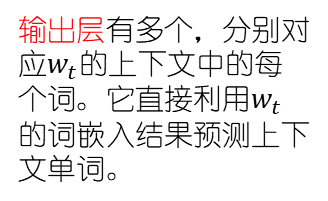 输出层有多个，分别对
应wₜ的上下文中的每
个词。它直接利用wₜ
的词嵌入结果预测上下
文单词。